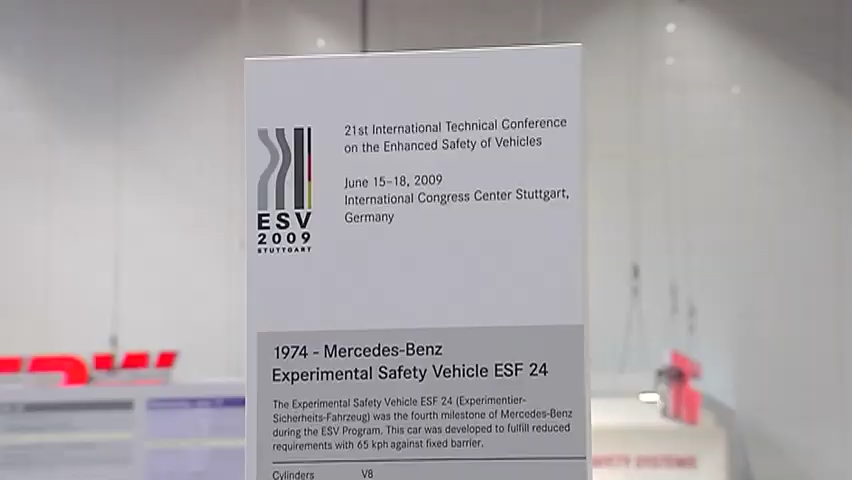 21st International Technical Conference
on the Enhanced Safety of Vehicles
June 15-18, 2009
International Congress Center Stuttgart,
Germany
ESV
2009
STUTTGART
1974 - Mercedes-Benz
Experimental Safety Vehicle ESF 24
The Experimental Safety Vehicle ESF 24 (Experimentier-
Sicherheits-Fahrzeug) was the fourth milestone of Mercedes-Benz
during the ESV Program. This car was developed to fulfill reduced
requirements with 65 kph against fixed barrier.
Cylinders V8
SYSTEMS